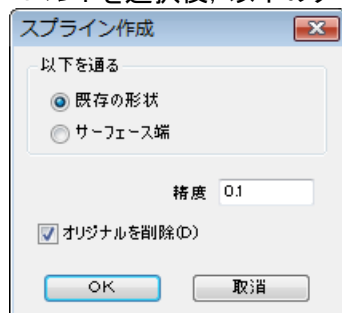 スプライン作成
以下を通る
既存の形状
サーフェース端
精度 0.1
オリジナルを削除(D)
OK 取消